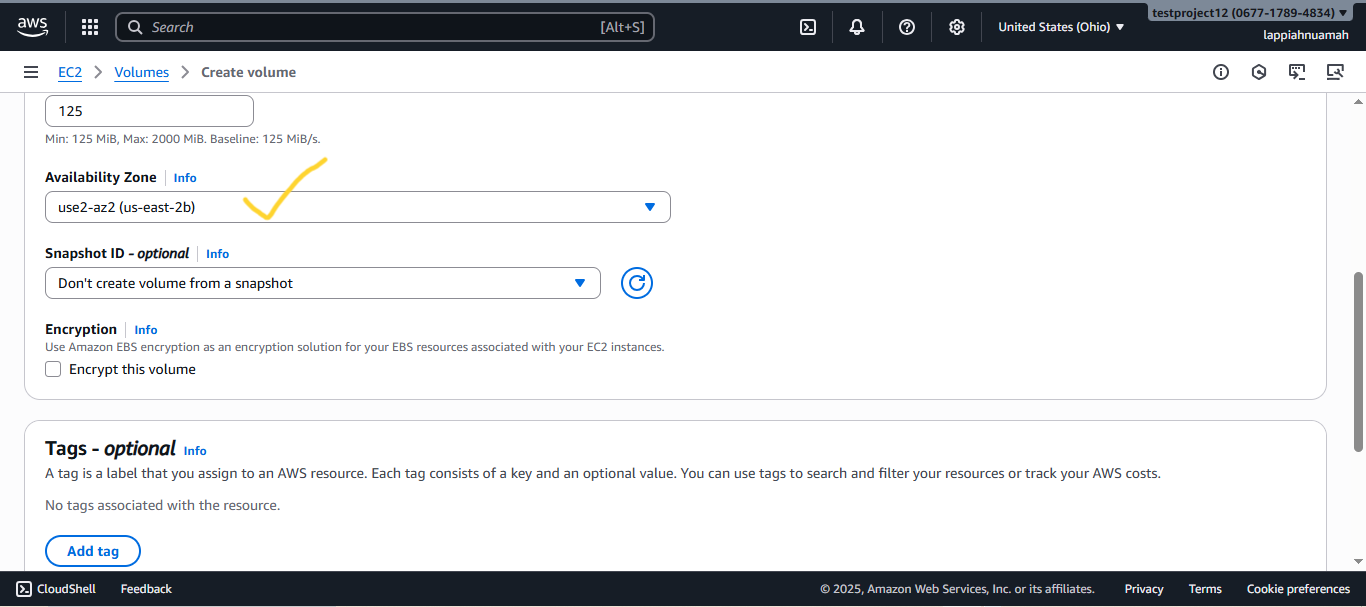 aws
Search [Alt+S]
United States (Ohio)
testproject12 (0677-1789-4834)
lappiahnuamah
EC2 > Volumes > Create volume
125
Min: 125 MiB, Max: 2000 MiB. Baseline: 125 MiB/s.
Availability Zone | Info
use2-az2 (us-east-2b)
Snapshot ID - optional | Info
Don't create volume from a snapshot
Encryption | Info
Use Amazon EBS encryption as an encryption solution for your EBS resources associated with your EC2 instances.
Encrypt this volume
Tags - optional Info
A tag is a label that you assign to an AWS resource. Each tag consists of a key and an optional value. You can use tags to search and filter your resources or track your AWS costs.
No tags associated with the resource.
Add tag
CloudShell Feedback © 2025, Amazon Web Services, Inc. or its affiliates. Privacy Terms Cookie preferences